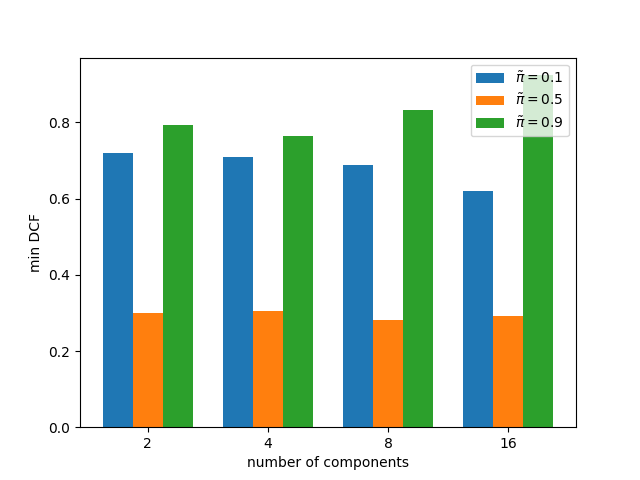 π̃ = 0.1
π̃ = 0.5
π̃ = 0.9
min DCF
0.8
0.6
0.4
0.2
0.0
2 4 8 16
number of components